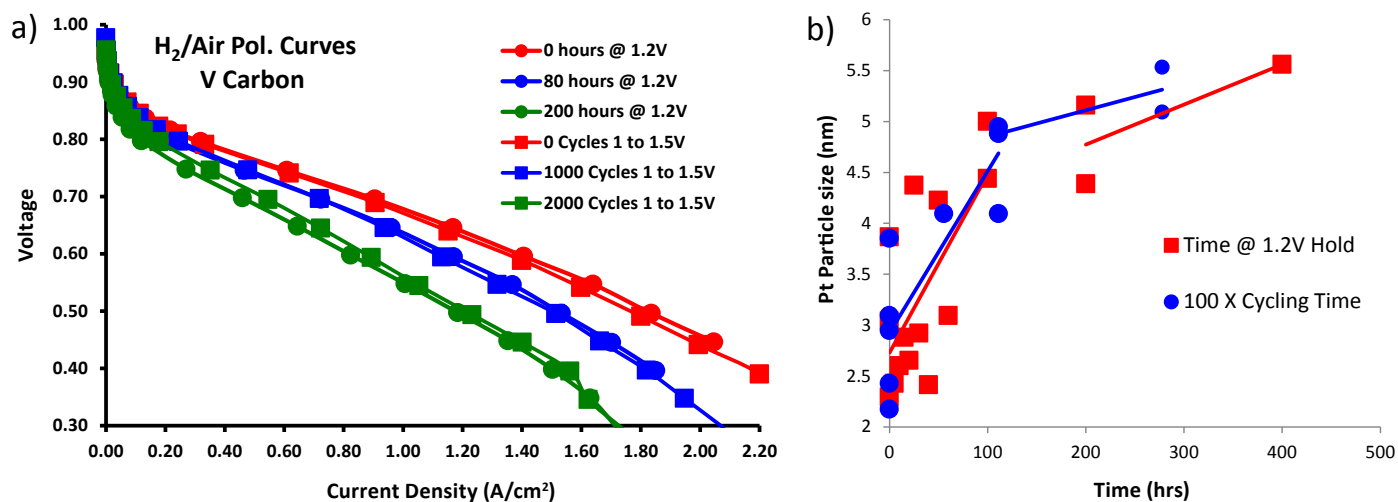 a)
H₂/Air Pol. Curves
V Carbon
0 hours @ 1.2V
80 hours @ 1.2V
200 hours @ 1.2V
0 Cycles 1 to 1.5V
1000 Cycles 1 to 1.5V
2000 Cycles 1 to 1.5V
Voltage
1.00
0.90
0.80
0.70
0.60
0.50
0.40
0.30
0.00 0.20 0.40 0.60 0.80 1.00 1.20 1.40 1.60 1.80 2.00 2.20
Current Density (A/cm²)
b)
Pt Particle size (nm)
6
5.5
5
4.5
4
3.5
3
2.5
2
Time @ 1.2V Hold
100 X Cycling Time
0 100 200 300 400 500
Time (hrs)